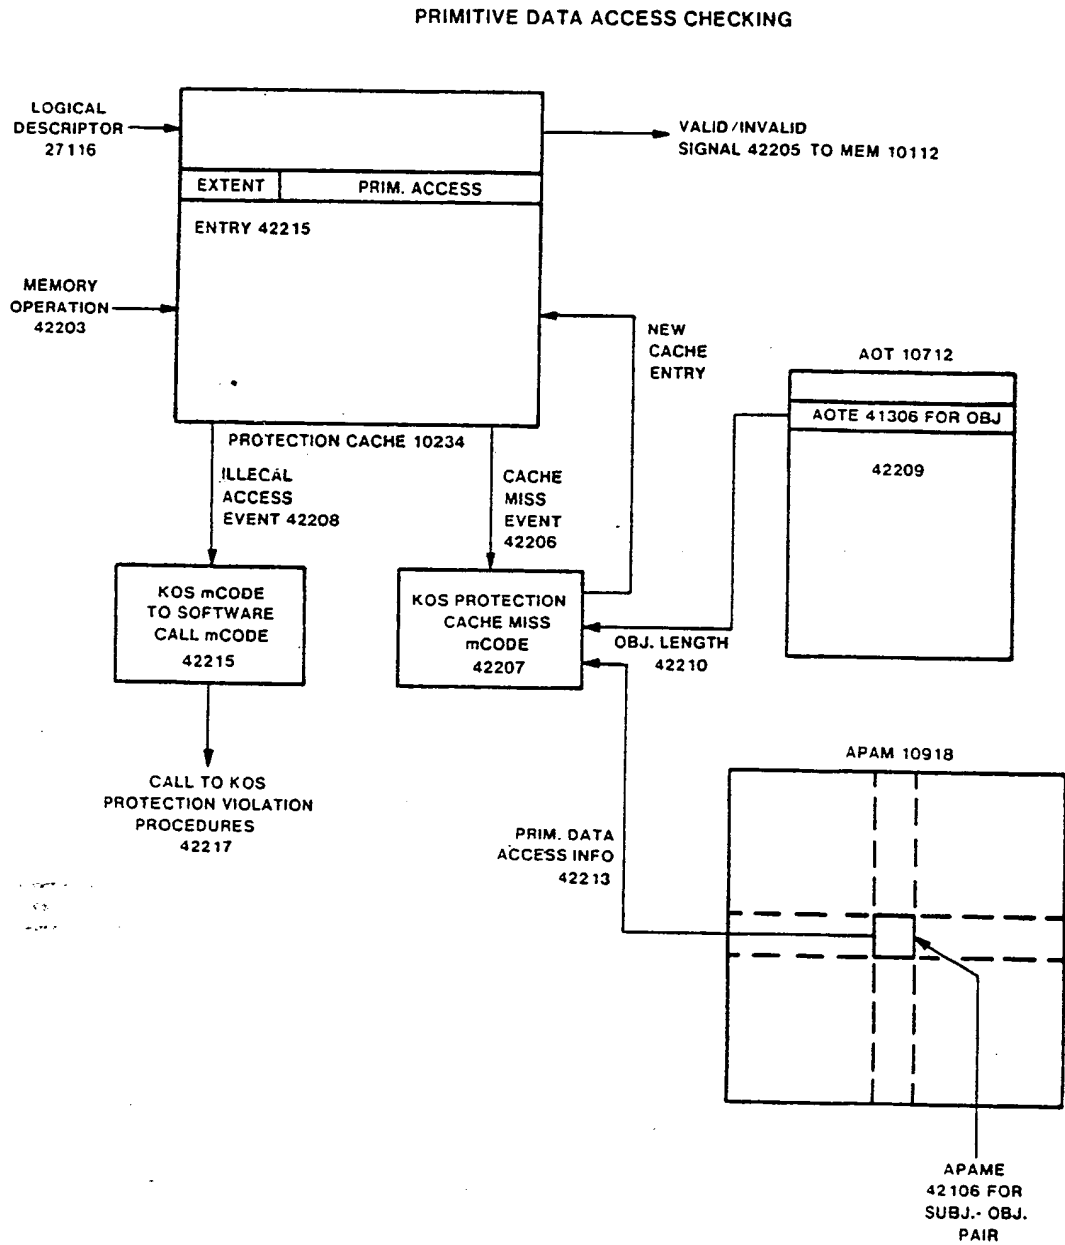 PRIMITIVE DATA ACCESS CHECKING
LOGICAL
DESCRIPTOR
27116
VALID/INVALID
SIGNAL 42205 TO MEM 10112
EXTENT
PRIM. ACCESS
ENTRY 42215
MEMORY
OPERATION
42203
NEW
CACHE
ENTRY
AOT 10712
AOTE 41306 FOR OBJ
42209
PROTECTION CACHE 10234
ILLECAL
ACCESS
EVENT 42208
CACHE
MISS
EVENT
42206
KOS mCODE
TO SOFTWARE
CALL mCODE
42215
KOS PROTECTION
CACHE MISS
mCODE
42207
OBJ. LENGTH
42210
CALL TO KOS
PROTECTION VIOLATION
PROCEDURES
42217
APAM 10918
PRIM. DATA
ACCESS INFO
42213
APAME
42106 FOR
SUBJ.- OBJ.
PAIR